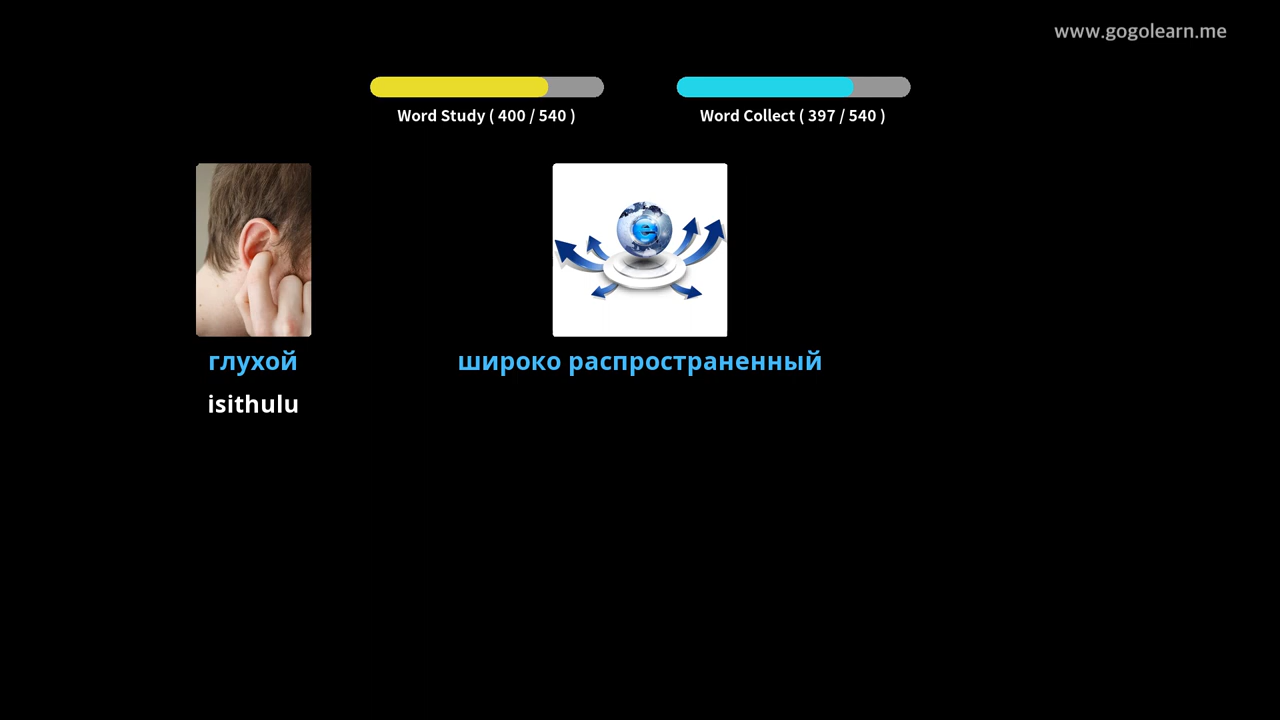 www.gogolearn.me
Word Study ( 400 / 540 )
Word Collect ( 397 / 540 )
e
глухой
широко распространенный
isithulu